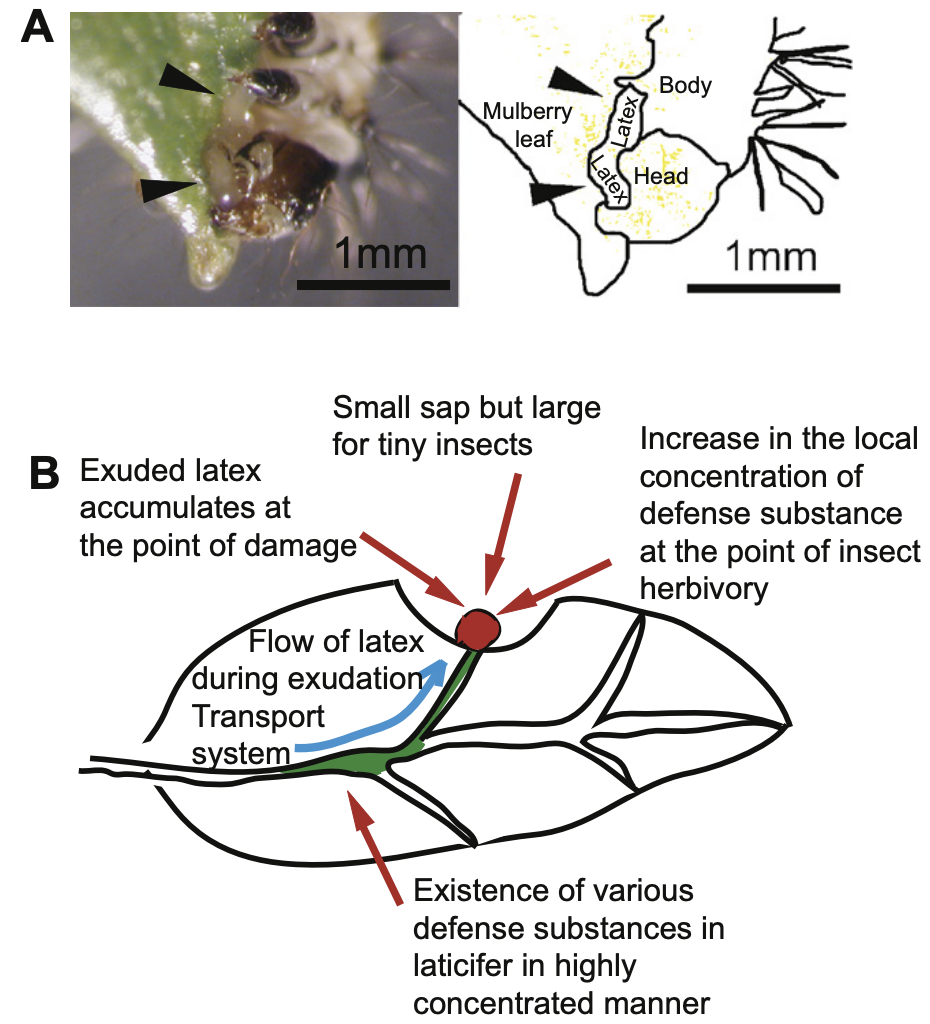 A
1mm
Mulberry
leaf
Latex
Latex
Body
Head
1mm
B
Exuded latex
accumulates at
the point of damage
Small sap but large
for tiny insects
Increase in the local
concentration of
defense substance
at the point of insect
herbivory
Flow of latex
during exudation
Transport
system
Existence of various
defense substances in
laticifer in highly
concentrated manner